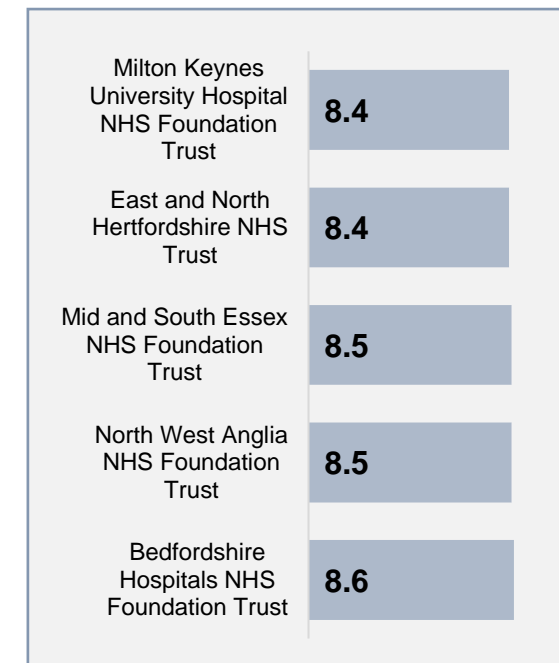 Milton Keynes
University Hospital
NHS Foundation
Trust
8.4
East and North
Hertfordshire NHS
Trust
8.4
Mid and South Essex
NHS Foundation
Trust
8.5
North West Anglia
NHS Foundation
Trust
8.5
Bedfordshire
Hospitals NHS
Foundation Trust
8.6